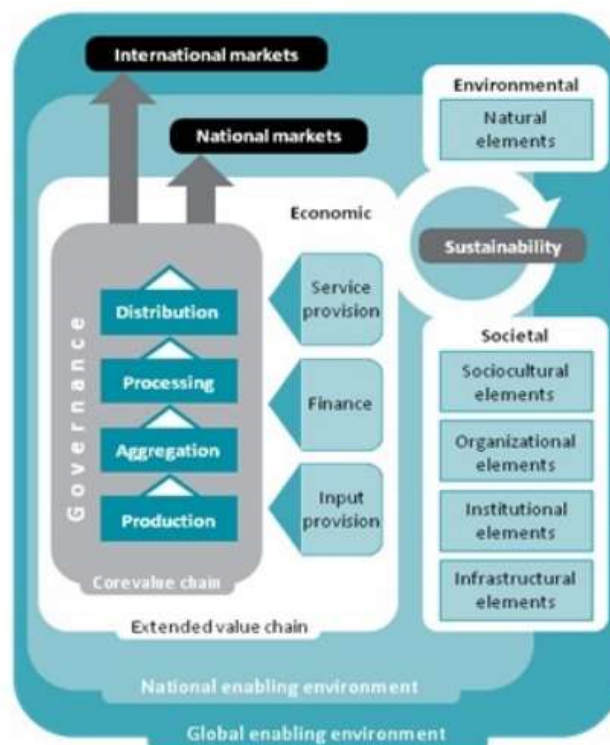 International markets
National markets
Environmental
Natural
elements
Economic
Sustainability
Governance
Distribution
Processing
Aggregation
Production
Core value chain
Service
provision
Finance
Input
provision
Extended value chain
Societal
Sociocultural
elements
Organizational
elements
Institutional
elements
Infrastructural
elements
National enabling environment
Global enabling environment